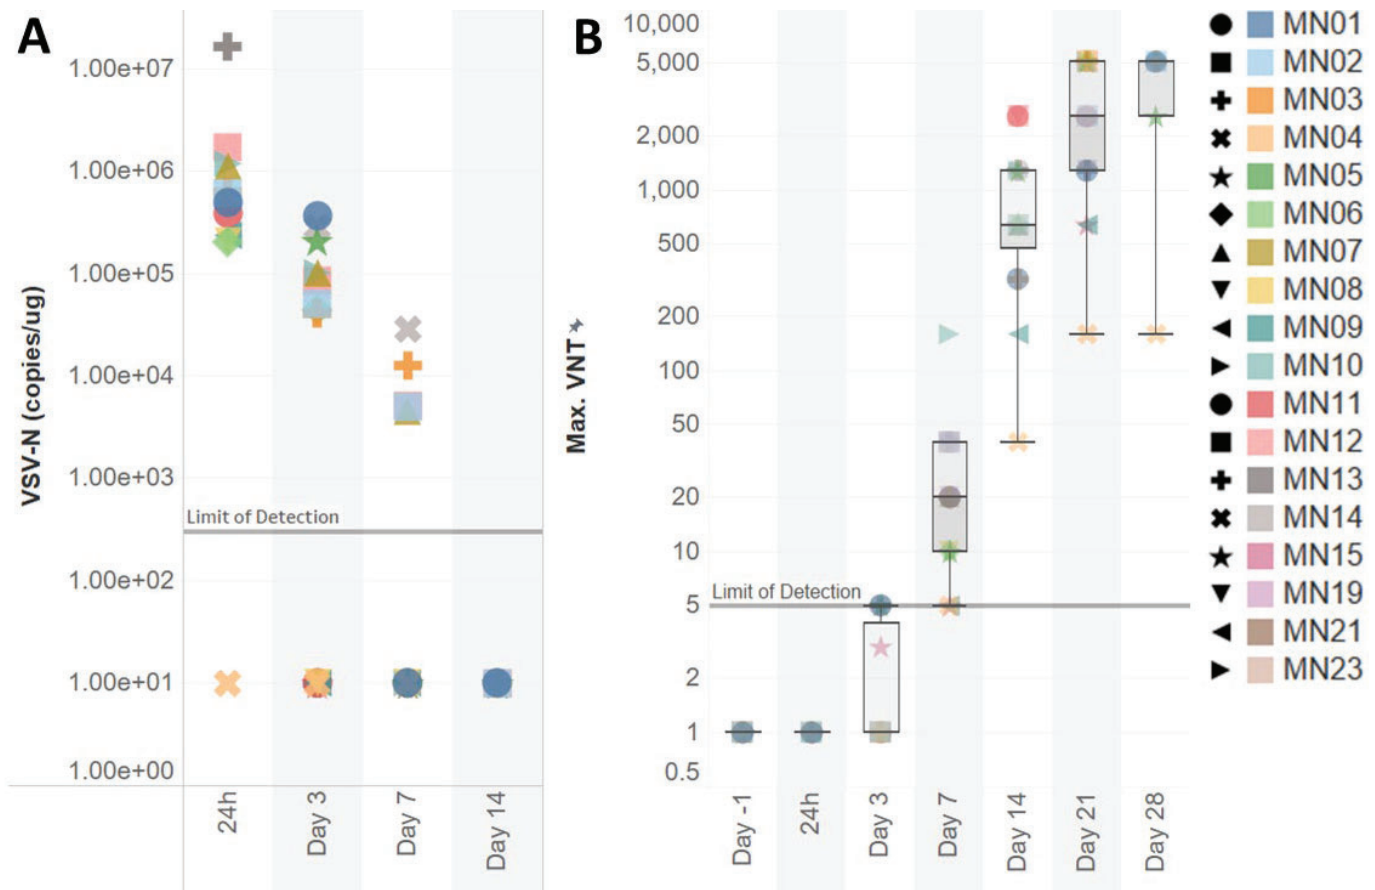 A
VSV-N (copies/ug)
1.00e+07
1.00e+06
1.00e+05
1.00e+04
1.00e+03
Limit of Detection
1.00e+02
1.00e+01
1.00e+00
24h
Day 3
Day 7
Day 14
B
Max. VNT
10,000
5,000
2,000
1,000
500
200
100
50
20
10
Limit of Detection
5
2
1
0.5
Day -1
24h
Day 3
Day 7
Day 14
Day 21
Day 28
MN01
MN02
MN03
MN04
MN05
MN06
MN07
MN08
MN09
MN10
MN11
MN12
MN13
MN14
MN15
MN19
MN21
MN23